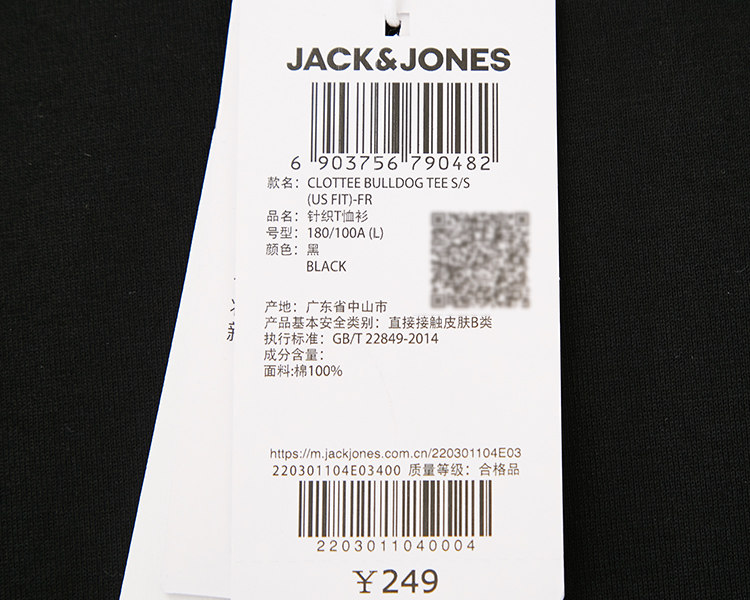 JACK&JONES
6 903756 790482
款名：CLOTTEE BULLDOG TEE S/S
(US FIT)-FR
品名：针织T恤衫
号型：180/100A (L)
颜色：黑
BLACK
产地：广东省中山市
产品基本安全类别：直接接触皮肤B类
执行标准：GB/T 22849-2014
成分含量：
面料:棉100%
https://m.jackjones.com.cn/220301104E03
220301104E03400 质量等级：合格品
2203011040004
￥249